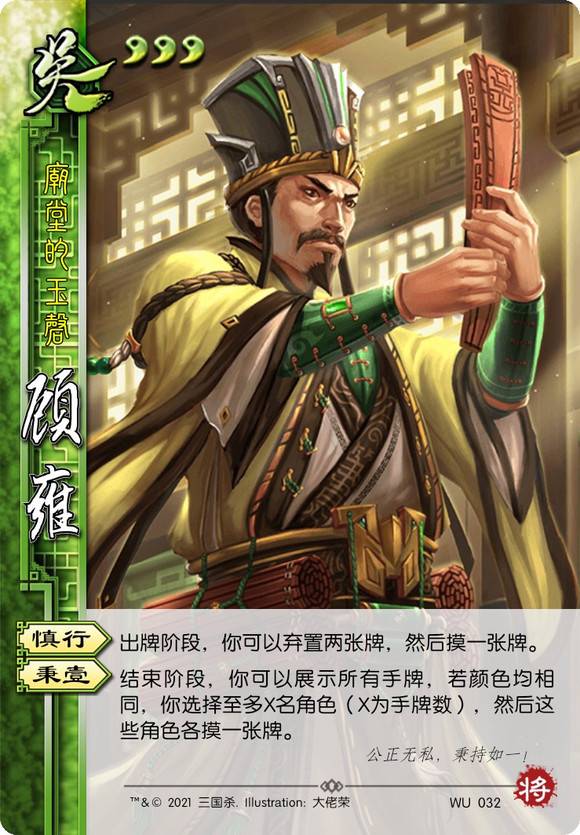 吴
廟堂的玉磬
顾雍
慎行
出牌阶段，你可以弃置两张牌，然后摸一张牌。
秉壹
结束阶段，你可以展示所有手牌，若颜色均相
同，你选择至多X名角色（X为手牌数），然后这
些角色各摸一张牌。
公正无私，秉持如一！
™&© 2021 三国杀. Illustration: 大佬荣
WU 032
将